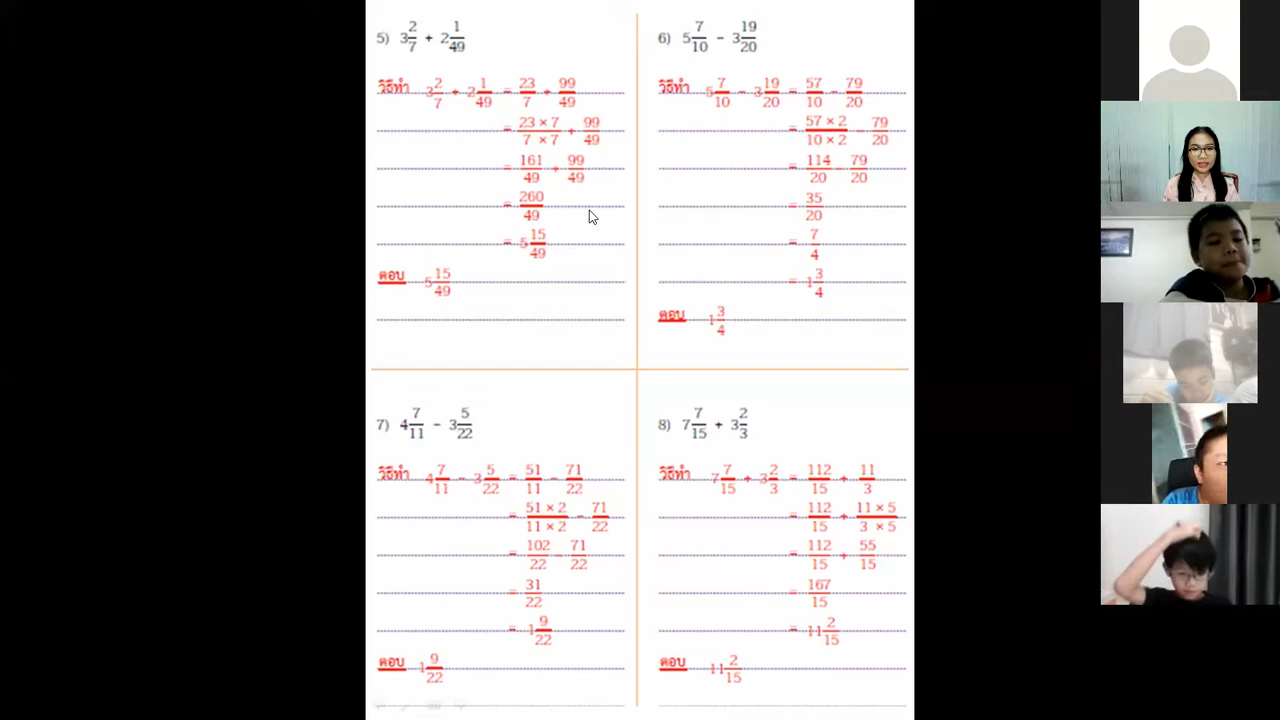 5) 3 2/7 + 2 1/49
วิธีทำ 3 2/7 + 2 1/49 = 23/7 + 99/49
= (23 × 7)/(7 × 7) + 99/49
= 161/49 + 99/49
= 260/49
= 5 15/49
ตอบ 5 15/49
6) 5 7/10 - 3 19/20
วิธีทำ 5 7/10 - 3 19/20 = 57/10 - 79/20
= (57 × 2)/(10 × 2) - 79/20
= 114/20 - 79/20
= 35/20
= 7/4
= 1 3/4
ตอบ 1 3/4
7) 4 7/11 - 3 5/22
วิธีทำ 4 7/11 - 3 5/22 = 51/11 - 71/22
= (51 × 2)/(11 × 2) - 71/22
= 102/22 - 71/22
= 31/22
= 1 9/22
ตอบ 1 9/22
8) 7 7/15 + 3 2/3
วิธีทำ 7 7/15 + 3 2/3 = 112/15 + 11/3
= 112/15 + (11 × 5)/(3 × 5)
= 112/15 + 55/15
= 167/15
= 11 2/15
ตอบ 11 2/15